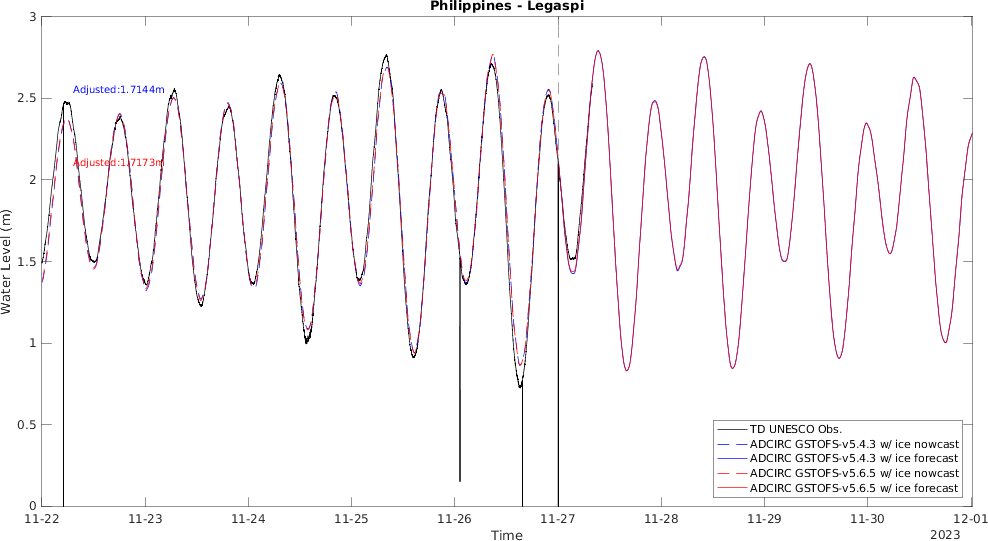 Philippines - Legaspi
3
2.5
2
1.5
1
0.5
0
Water Level (m)
Adjusted:1.7144m
Adjusted:1.7173m
TD UNESCO Obs.
ADCIRC GSTOFS-v5.4.3 w/ ice nowcast
ADCIRC GSTOFS-v5.4.3 w/ ice forecast
ADCIRC GSTOFS-v5.6.5 w/ ice nowcast
ADCIRC GSTOFS-v5.6.5 w/ ice forecast
11-22 11-23 11-24 11-25 11-26 11-27 11-28 11-29 11-30 12-01
Time
2023